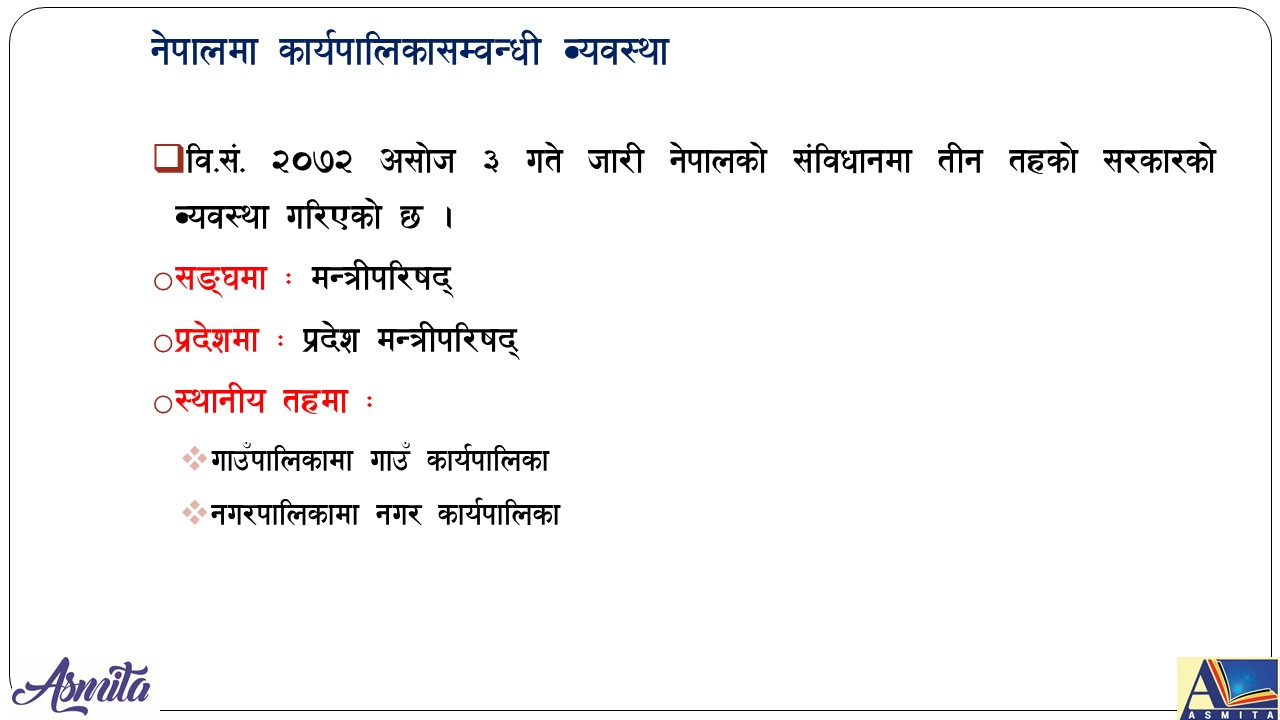 नेपालमा कार्यपालिकासम्वन्धी व्यवस्था
वि.सं. २०७२ असोज ३ गते जारी नेपालको संविधानमा तीन तहको सरकारको
व्यवस्था गरिएको छ ।
सङ्घमा : मन्त्रीपरिषद्
प्रदेशमा : प्रदेश मन्त्रीपरिषद्
स्थानीय तहमा :
गाउँपालिकामा गाउँ कार्यपालिका
नगरपालिकामा नगर कार्यपालिका
Asmita
ASMITA